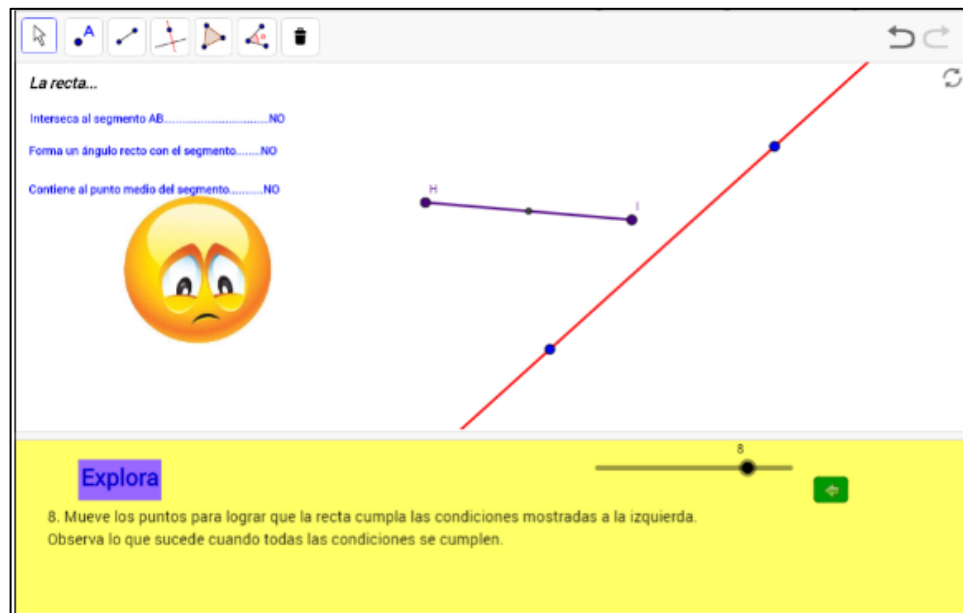 A
La recta...
Interseca al segmento AB................................NO
Forma un ángulo recto con el segmento.......NO
Contiene al punto medio del segmento..........NO
H
I
8
Explora
8. Mueve los puntos para lograr que la recta cumpla las condiciones mostradas a la izquierda.
Observa lo que sucede cuando todas las condiciones se cumplen.